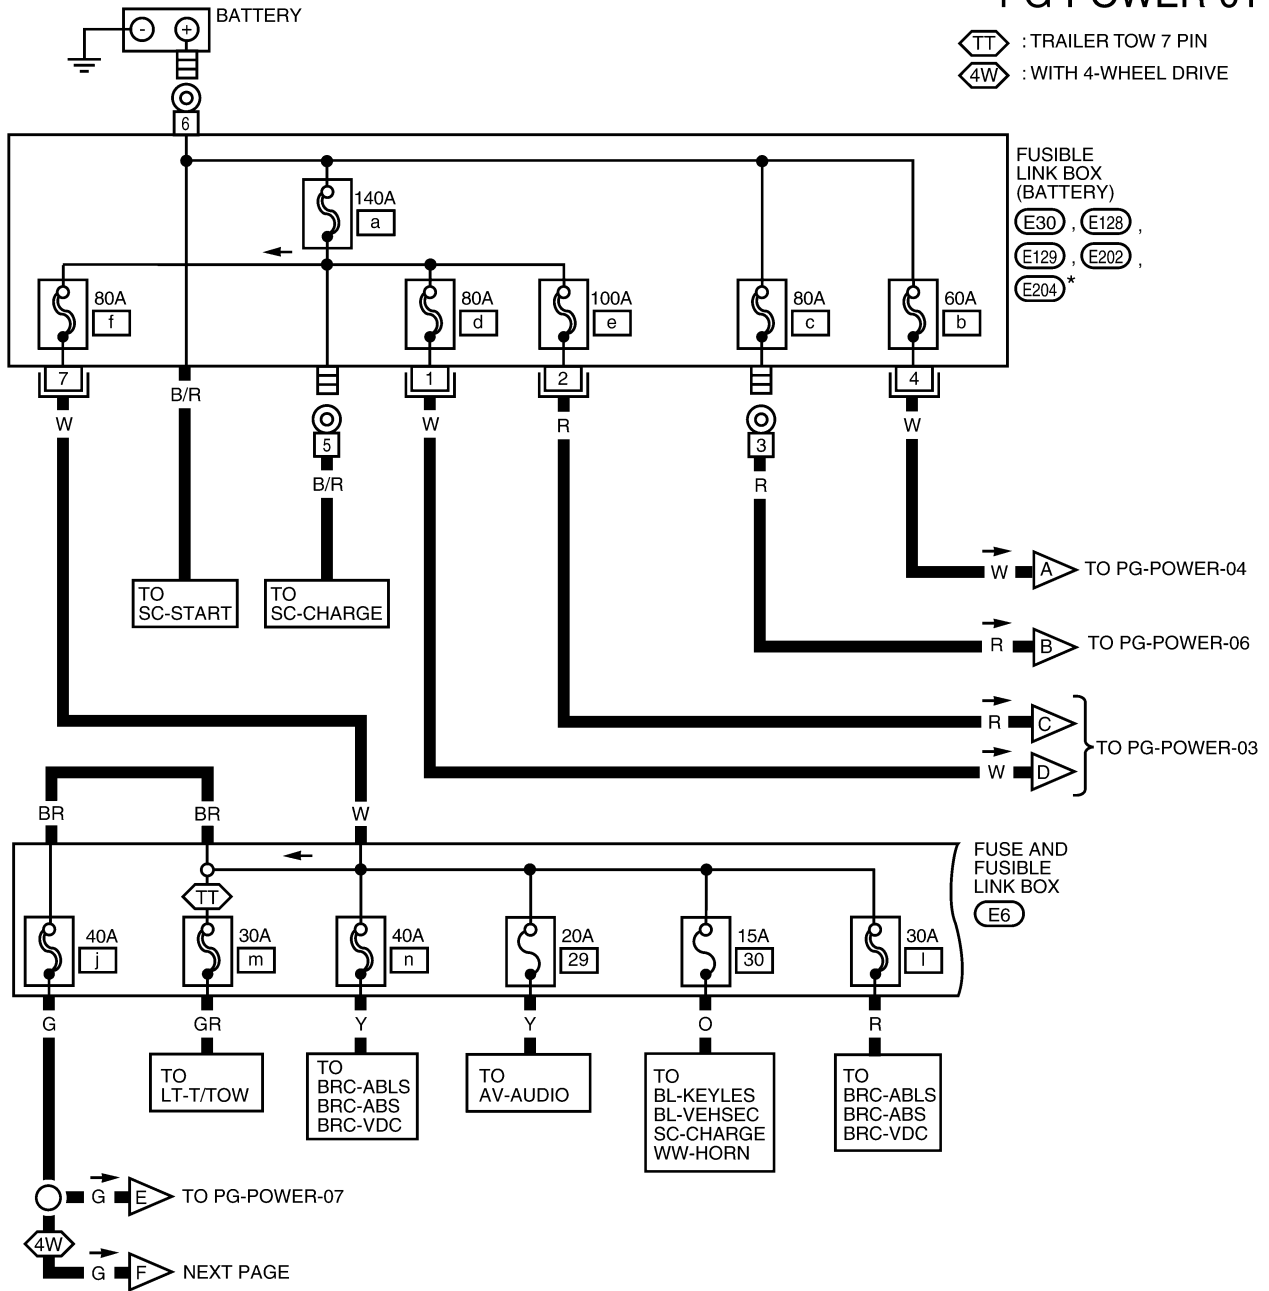 PG-POWER-01
BATTERY
- +
TT : TRAILER TOW 7 PIN
4W : WITH 4-WHEEL DRIVE
6
FUSIBLE
LINK BOX
(BATTERY)
E30 , E128 ,
E129 , E202 ,
E204 *
140A
a
80A
f
80A
d
100A
e
80A
c
60A
b
7 1 2 4
B/R
W W R W
5 3
B/R R
TO
SC-START
TO
SC-CHARGE
W A TO PG-POWER-04
R B TO PG-POWER-06
R C
TO PG-POWER-03
W D
BR BR W
FUSE AND
FUSIBLE
LINK BOX
E6
TT
40A
j
30A
m
40A
n
20A
29
15A
30
30A
l
G GR Y Y O R
TO
LT-T/TOW
TO
BRC-ABLS
BRC-ABS
BRC-VDC
TO
AV-AUDIO
TO
BL-KEYLES
BL-VEHSEC
SC-CHARGE
WW-HORN
TO
BRC-ABLS
BRC-ABS
BRC-VDC
G E TO PG-POWER-07
4W
G F NEXT PAGE